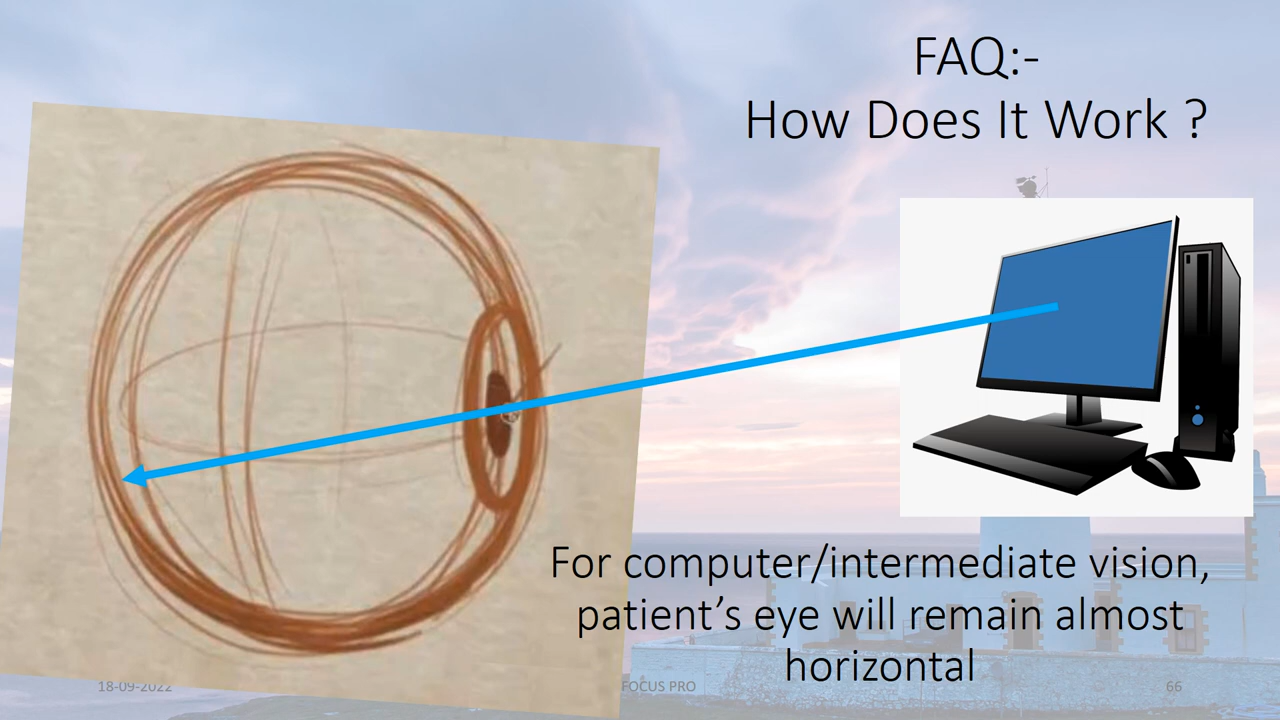 FAQ:-
How Does It Work ?
For computer/intermediate vision,
patient’s eye will remain almost
horizontal
18-09-2022
FOCUS PRO
66